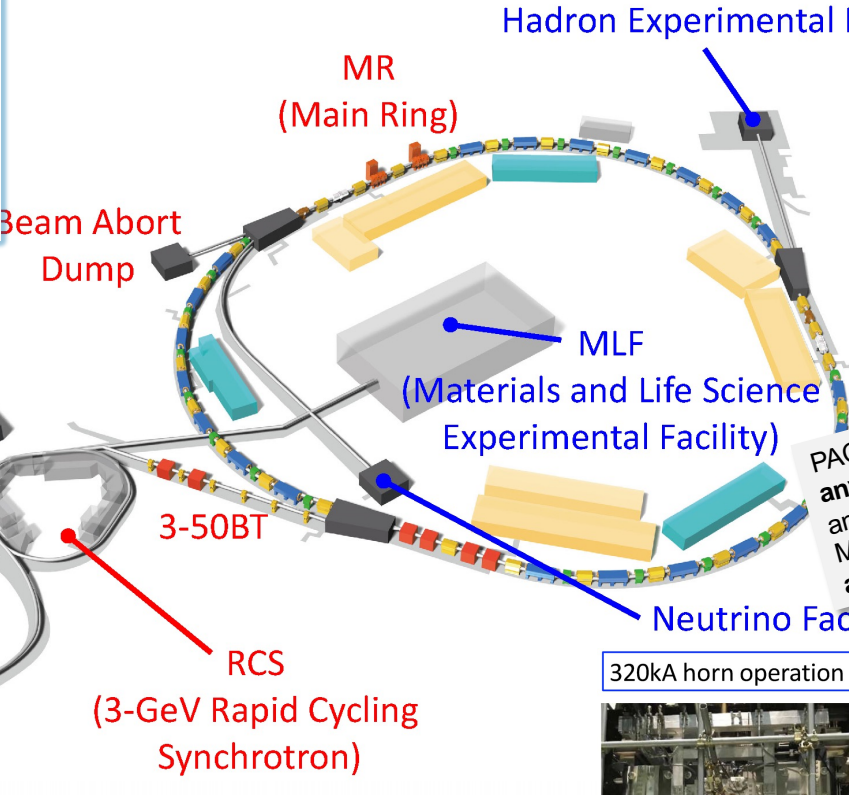 Hadron Experimental
MR
(Main Ring)
Beam Abort
Dump
MLF
(Materials and Life Science
Experimental Facility)
3-50BT
Neutrino
RCS
(3-GeV Rapid Cycling
Synchrotron)
320kA horn operation